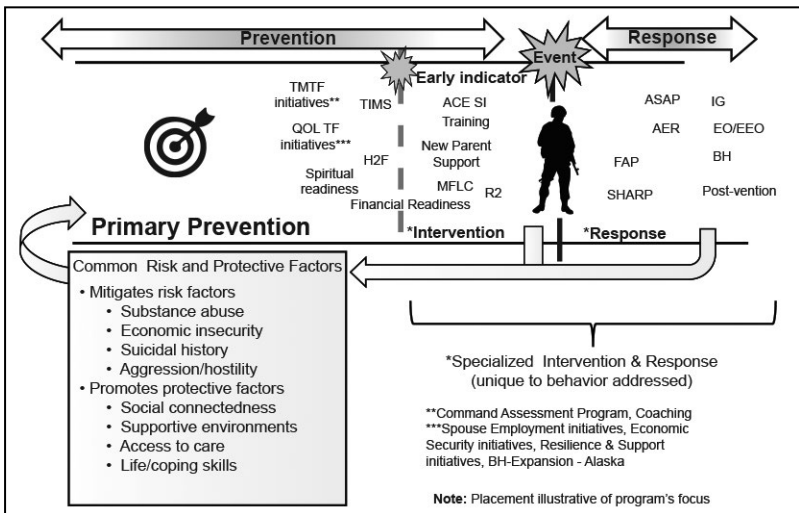 Prevention
Event
Response
Early indicator
TMTF
initiatives**
TIMS
QOL TF
initiatives***
H2F
Spiritual
readiness
Financial Readiness
ACE SI
Training
New Parent
Support
MFLC
R2
ASAP
IG
AER
EO/EEO
FAP
BH
SHARP
Post-vention
Primary Prevention
*Intervention
*Response
Common Risk and Protective Factors
• Mitigates risk factors
• Substance abuse
• Economic insecurity
• Suicidal history
• Aggression/hostility
• Promotes protective factors
• Social connectedness
• Supportive environments
• Access to care
• Life/coping skills
*Specialized Intervention & Response
(unique to behavior addressed)
**Command Assessment Program, Coaching
***Spouse Employment initiatives, Economic
Security initiatives, Resilience & Support
initiatives, BH-Expansion - Alaska
Note: Placement illustrative of program's focus